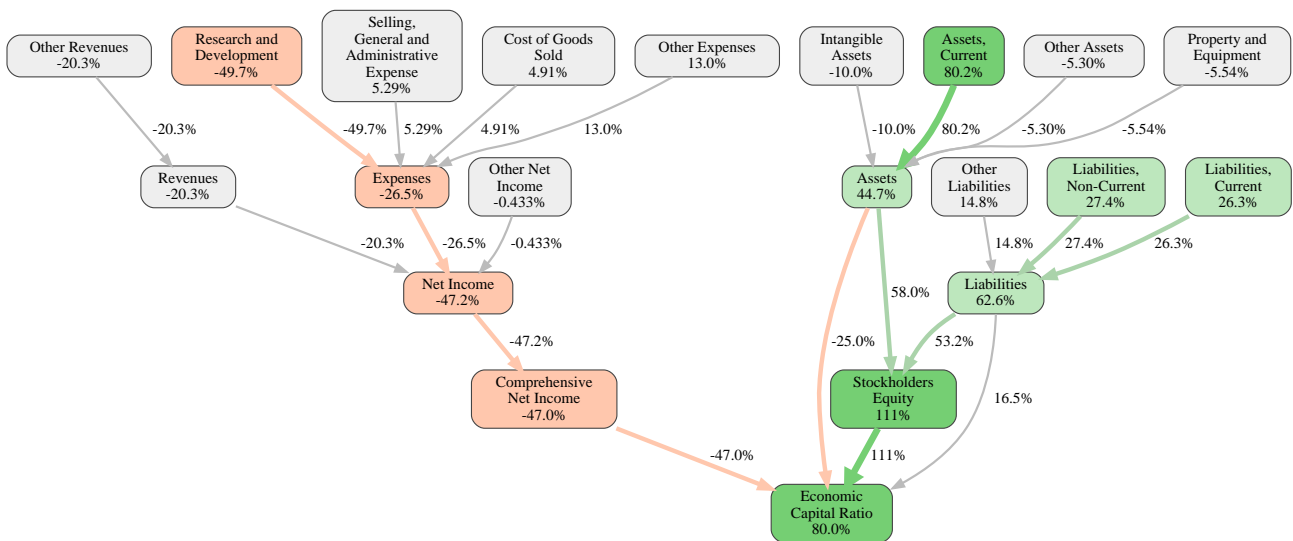 Other Revenues
-20.3%
Research and
Development
-49.7%
Selling,
General and
Administrative
Expense
5.29%
Cost of Goods
Sold
4.91%
Other Expenses
13.0%
Intangible
Assets
-10.0%
Assets,
Current
80.2%
Other Assets
-5.30%
Property and
Equipment
-5.54%
-20.3%
-49.7%
5.29%
4.91%
13.0%
-10.0%
80.2%
-5.30%
-5.54%
Revenues
-20.3%
Expenses
-26.5%
Other Net
Income
-0.433%
Assets
44.7%
Other
Liabilities
14.8%
Liabilities,
Non-Current
27.4%
Liabilities,
Current
26.3%
-20.3%
-26.5%
-0.433%
14.8%
27.4%
26.3%
Net Income
-47.2%
58.0%
Liabilities
62.6%
-47.2%
-25.0%
53.2%
Comprehensive
Net Income
-47.0%
Stockholders
Equity
111%
16.5%
-47.0%
111%
Economic
Capital Ratio
80.0%